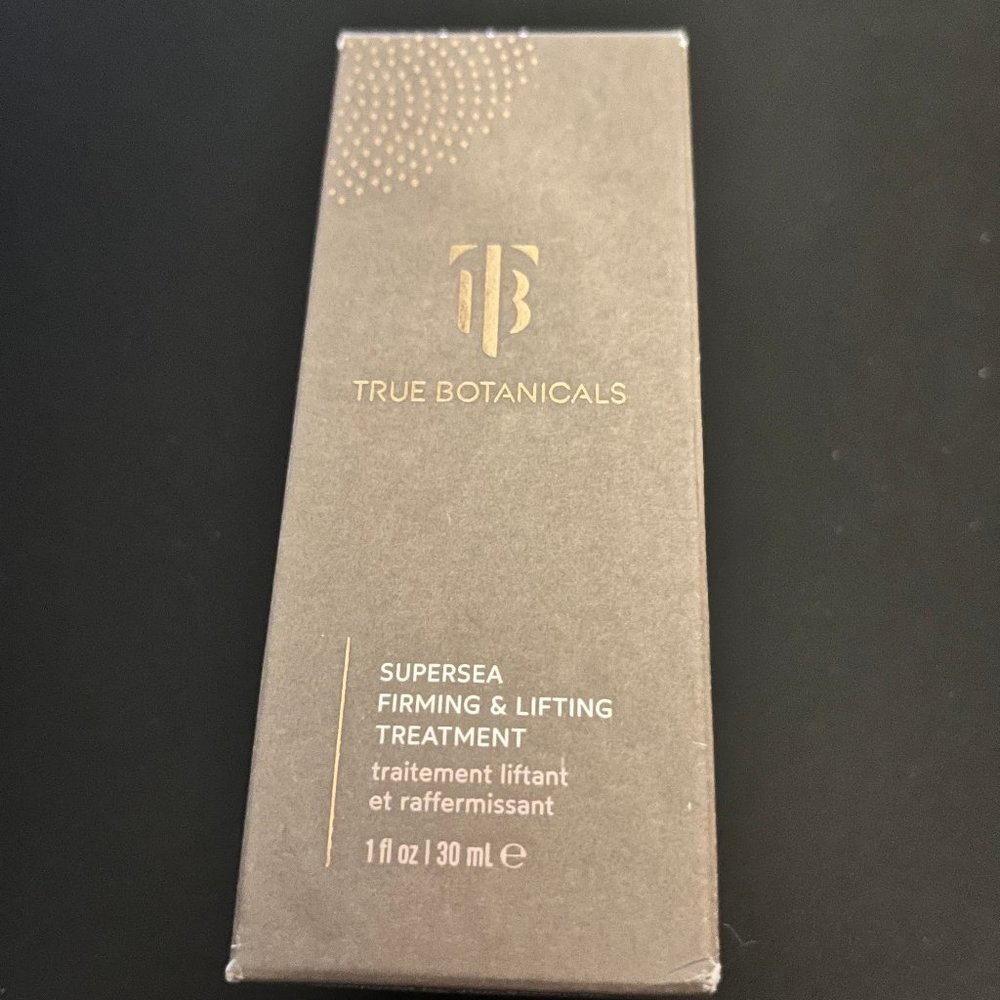 TB
TRUE BOTANICALS
SUPERSEA
FIRMING & LIFTING
TREATMENT
traitement liftant
et raffermissant
1 fl oz | 30 mL ℮